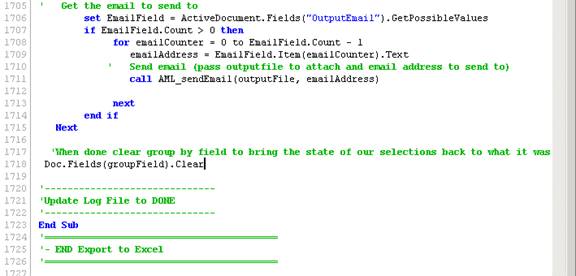 1705 '   Get the email to send to
1706 set EmailField = ActiveDocument.Fields("OutputEmail").GetPossibleValues
1707 if EmailField.Count > 0 then
1708 for emailCounter = 0 to EmailField.Count - 1
1709 emailAddress = EmailField.Item(emailCounter).Text
1710 '   Send email (pass outputfile to attach and email address to send to)
1711 call AML_sendEmail(outputFile, emailAddress)
1712
1713 next
1714 end if
1715 Next
1716
1717 'When done clear group by field to bring the state of our selections back to what it was
1718 Doc.Fields(groupField).Clear
1719
1720 '------------------------------
1721 'Update Log File to DONE
1722 '------------------------------
1723 End Sub
1724 '========================================
1725 '- END Export to Excel
1726 '========================================
1727